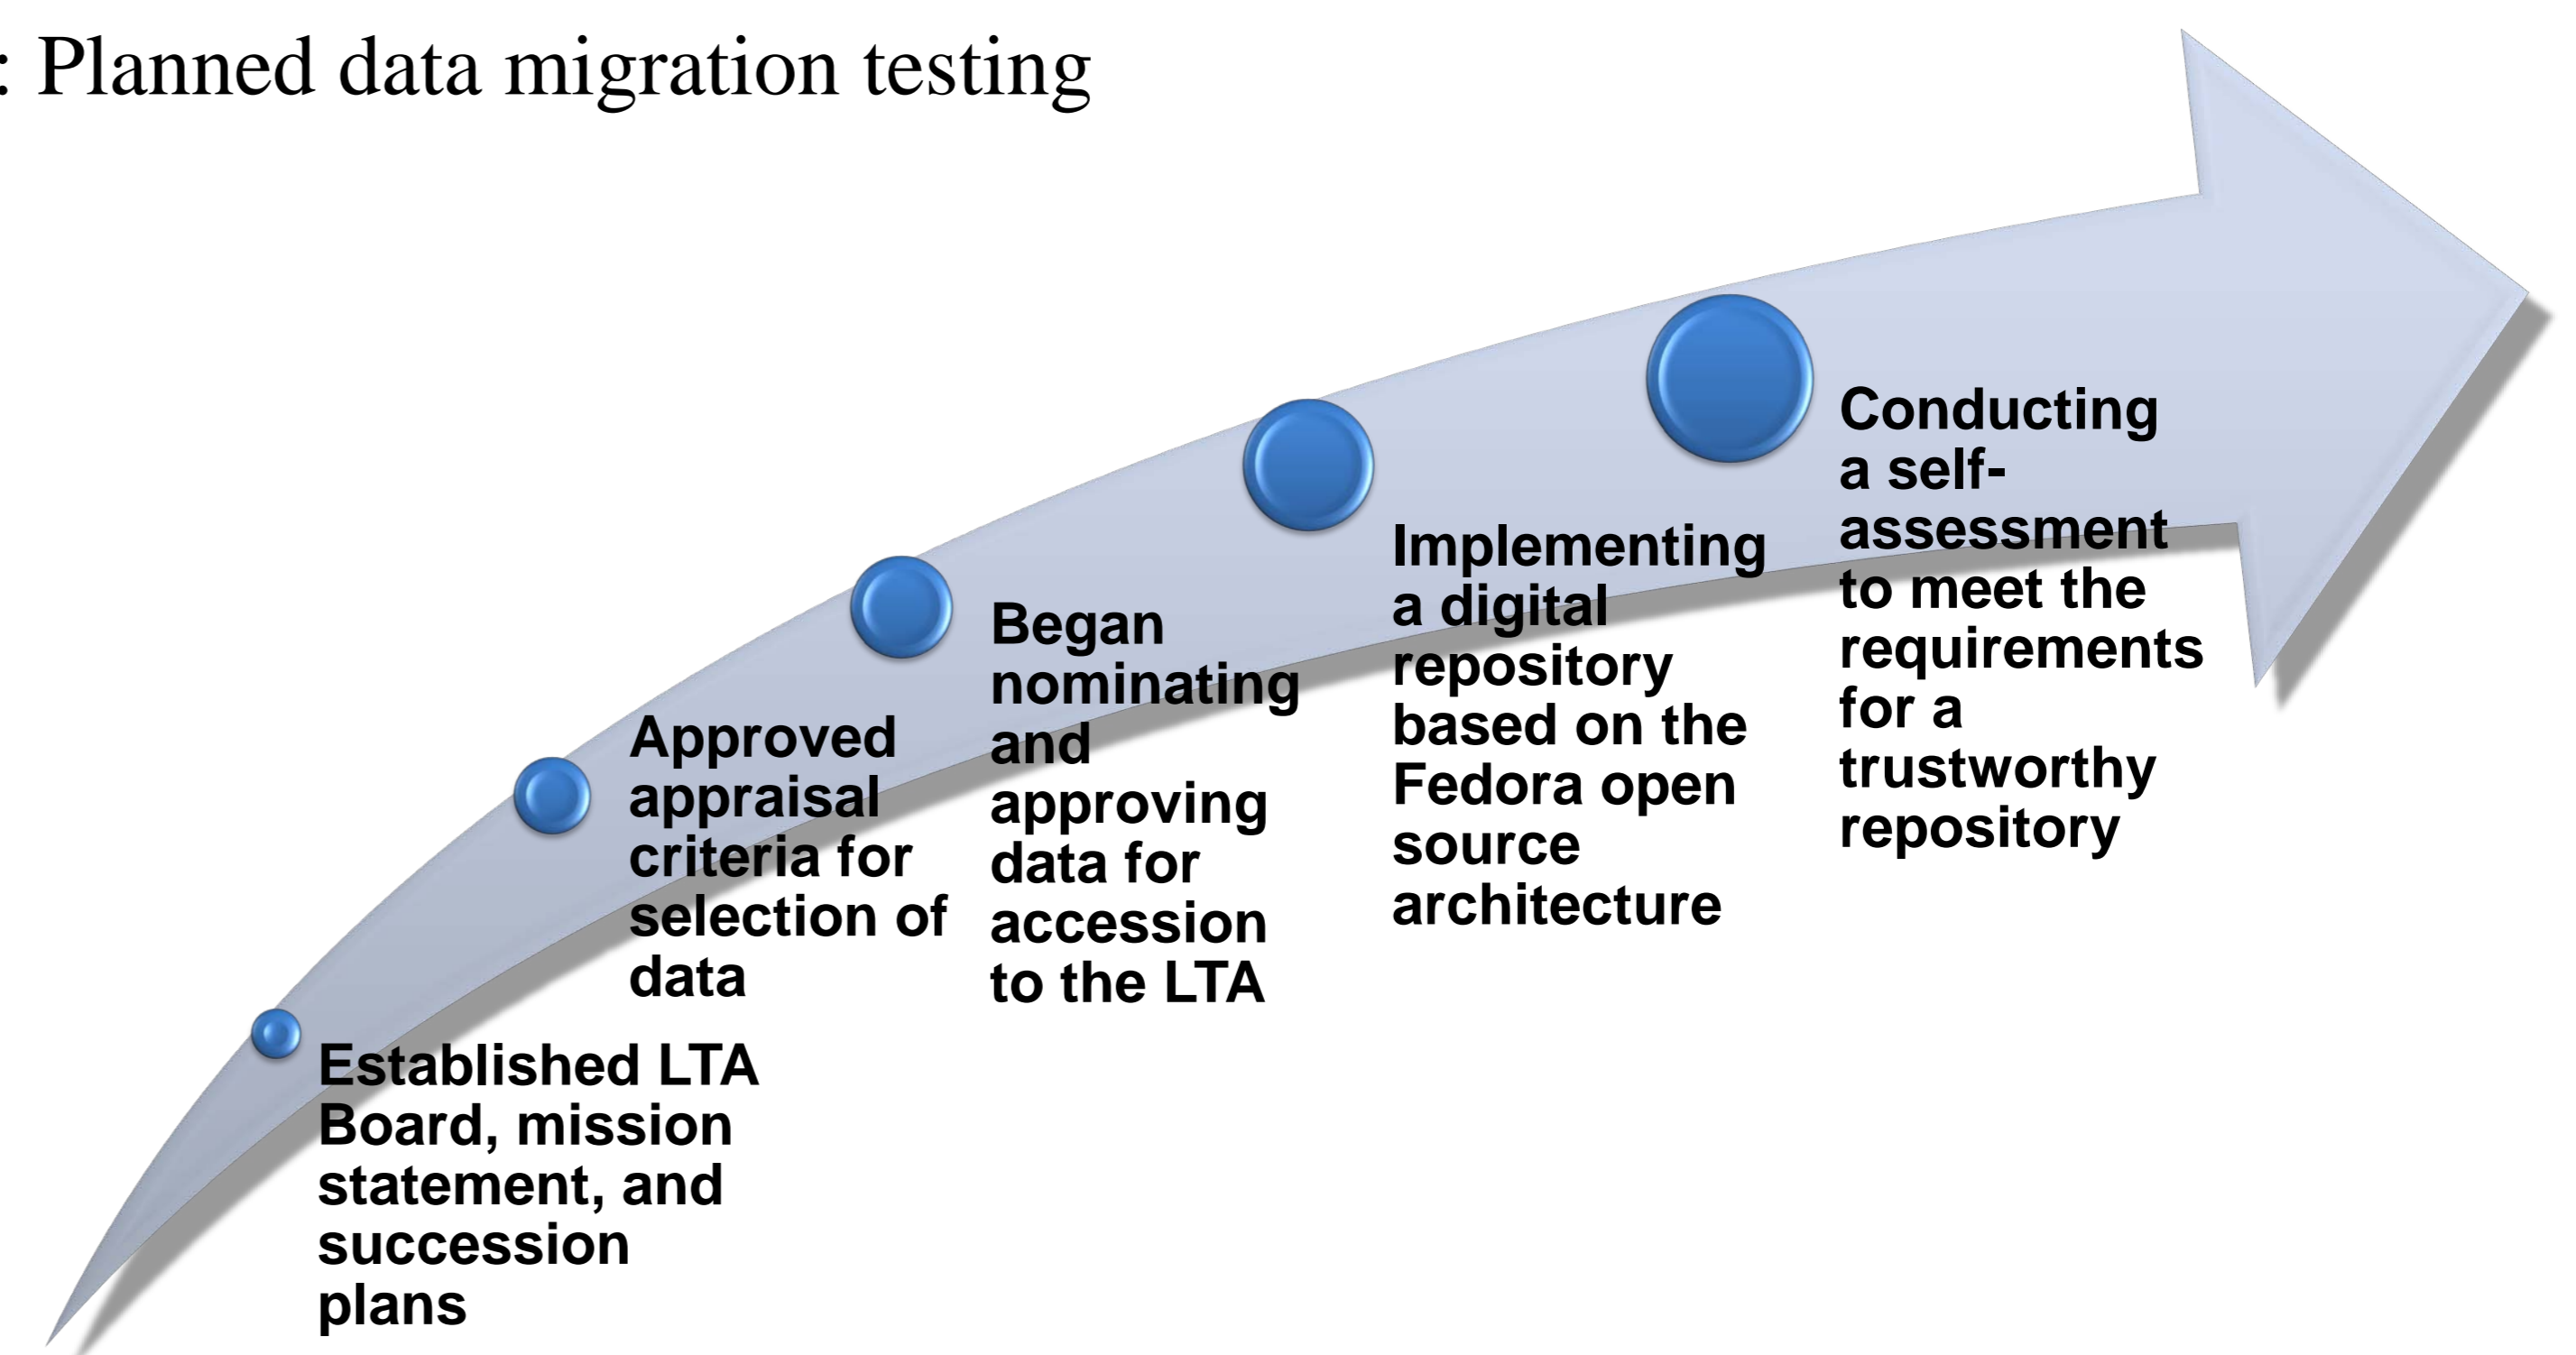 : Planned data migration testing
Established LTA
Board, mission
statement, and
succession
plans
Approved
appraisal
criteria for
selection of
data
Began
nominating
and
approving
data for
accession
to the LTA
Implementing
a digital
repository
based on the
Fedora open
source
architecture
Conducting
a self-
assessment
to meet the
requirements
for a
trustworthy
repository